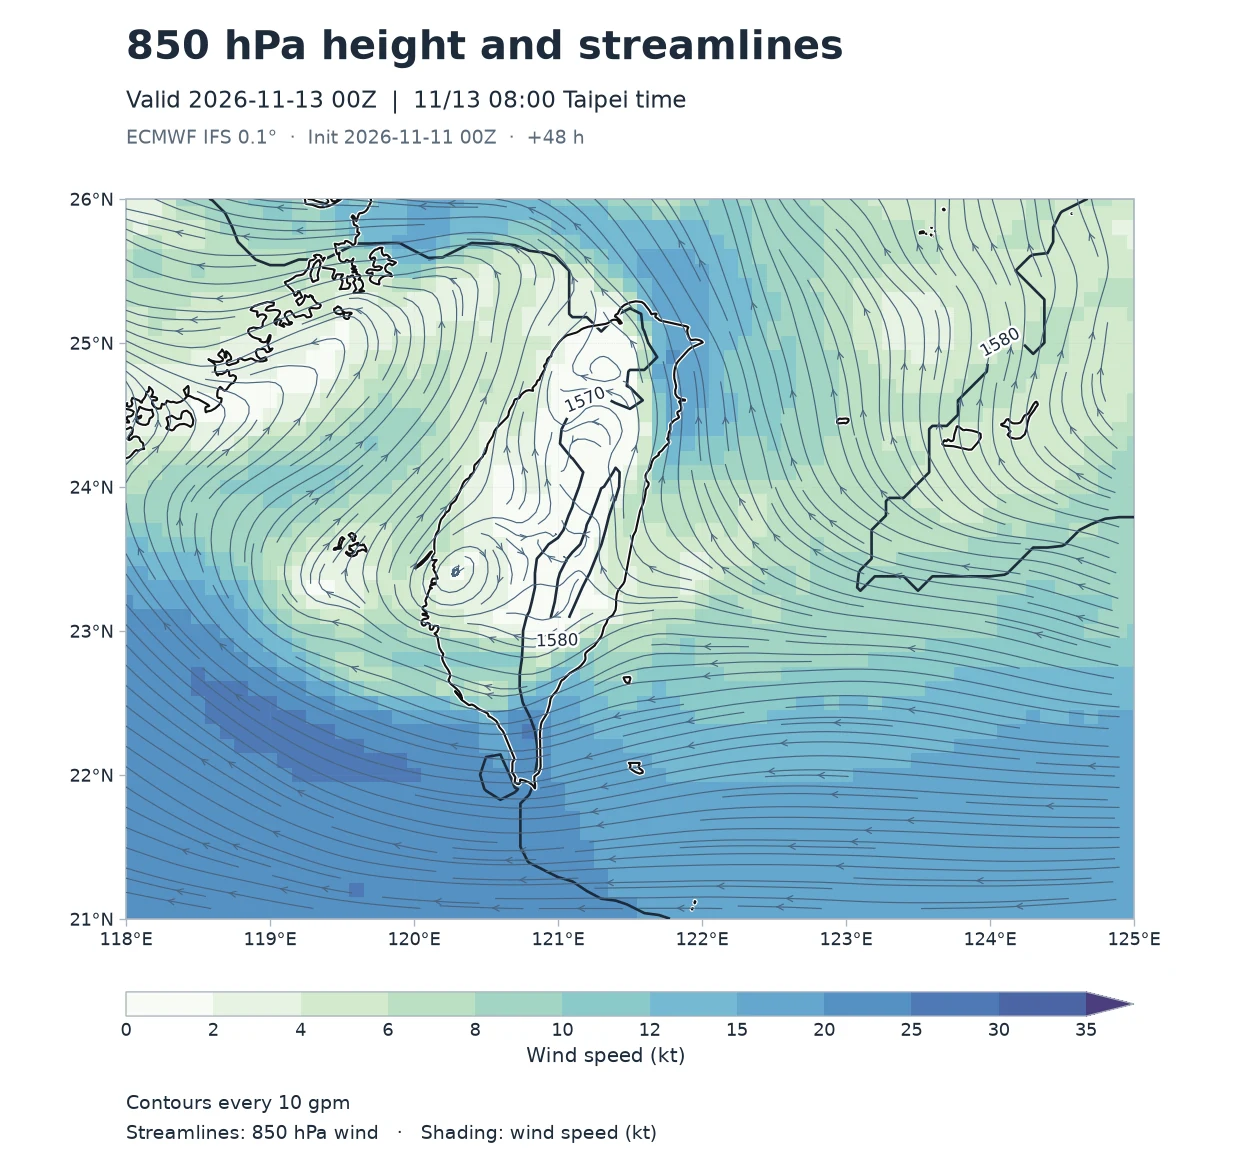 850 hPa height and streamlines
Valid 2026-11-13 00Z | 11/13 08:00 Taipei time
ECMWF IFS 0.1° · Init 2026-11-11 00Z · +48 h
26°N
25°N
1580
1570
24°N
23°N
1580
22°N
21°N
118°E 119°E 120°E 121°E 122°E 123°E 124°E 125°E
0 2 4 6 8 10 12 15 20 25 30 35
Wind speed (kt)
Contours every 10 gpm
Streamlines: 850 hPa wind · Shading: wind speed (kt)